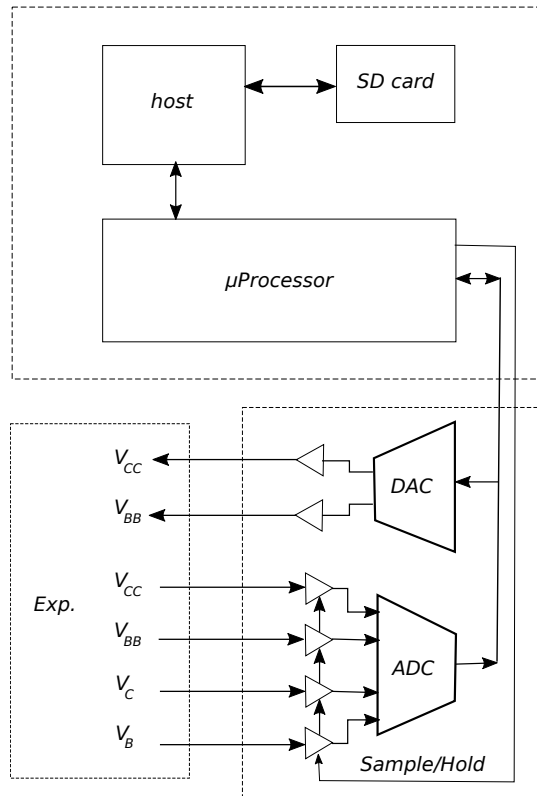 host
SD card
µProcessor
V_CC
DAC
V_BB
V_CC
Exp.
V_BB
V_C
ADC
V_B
Sample/Hold